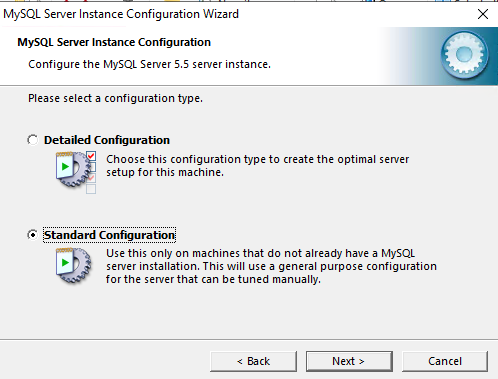 MySQL Server Instance Configuration Wizard
MySQL Server Instance Configuration
Configure the MySQL Server 5.5 server instance.
Please select a configuration type.
Detailed Configuration
Choose this configuration type to create the optimal server
setup for this machine.
Standard Configuration
Use this only on machines that do not already have a MySQL
server installation. This will use a general purpose configuration
for the server that can be tuned manually.
< Back
Next >
Cancel